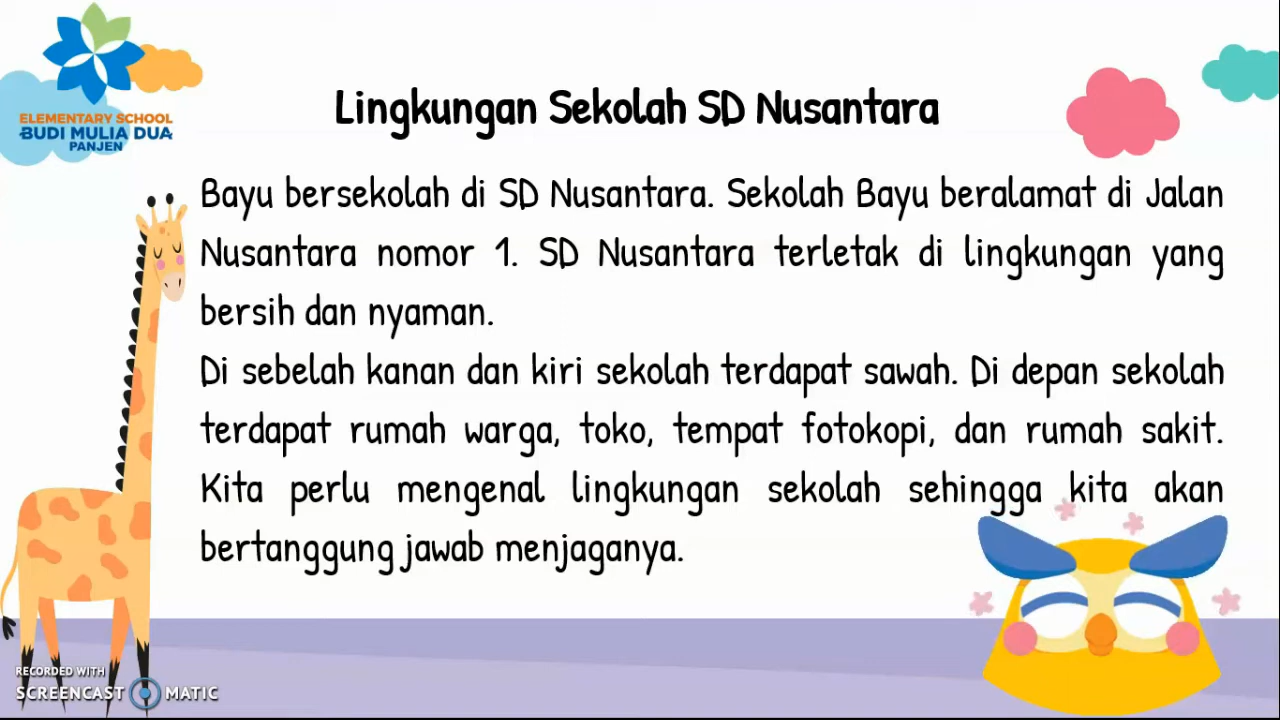 ELEMENTARY SCHOOL
BUDI MULIA DUA
PANJEN
Lingkungan Sekolah SD Nusantara
Bayu bersekolah di SD Nusantara. Sekolah Bayu beralamat di Jalan
Nusantara nomor 1. SD Nusantara terletak di lingkungan yang
bersih dan nyaman.
Di sebelah kanan dan kiri sekolah terdapat sawah. Di depan sekolah
terdapat rumah warga, toko, tempat fotokopi, dan rumah sakit.
Kita perlu mengenal lingkungan sekolah sehingga kita akan
bertanggung jawab menjaganya.
RECORDED WITH
SCREENCAST MATIC